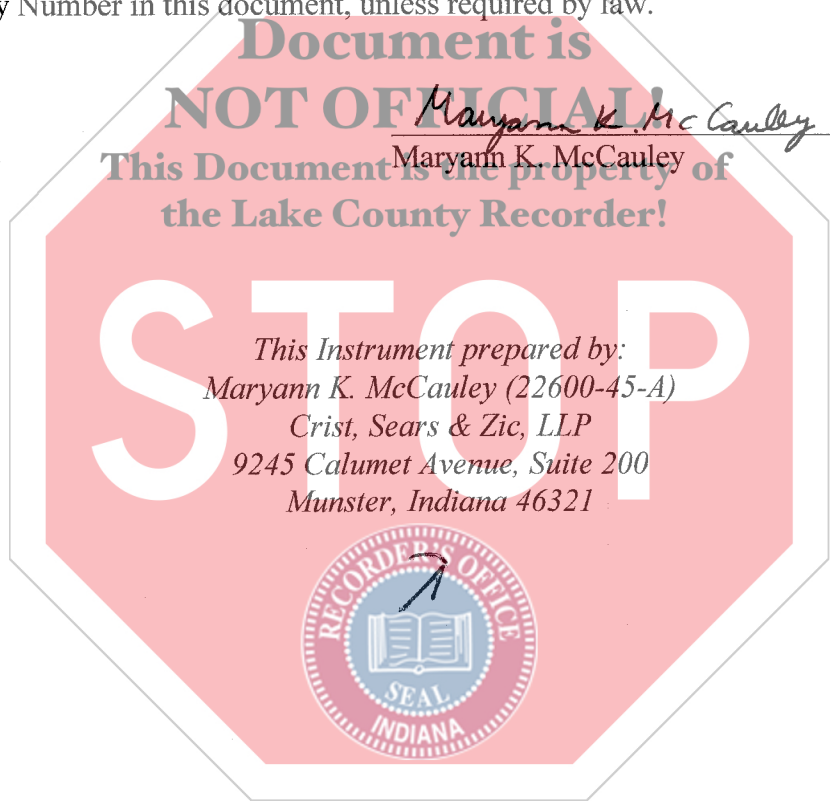 y Number in this document, unless required by law.
Document is
NOT OFFICIAL!
Maryann K. McCauley
Maryann K. McCauley
This Document is the property of
the Lake County Recorder!
STOP
This Instrument prepared by:
Maryann K. McCauley (22600-45-A)
Crist, Sears & Zic, LLP
9245 Calumet Avenue, Suite 200
Munster, Indiana 46321
RECORDER'S OFFICE
SEAL
INDIANA